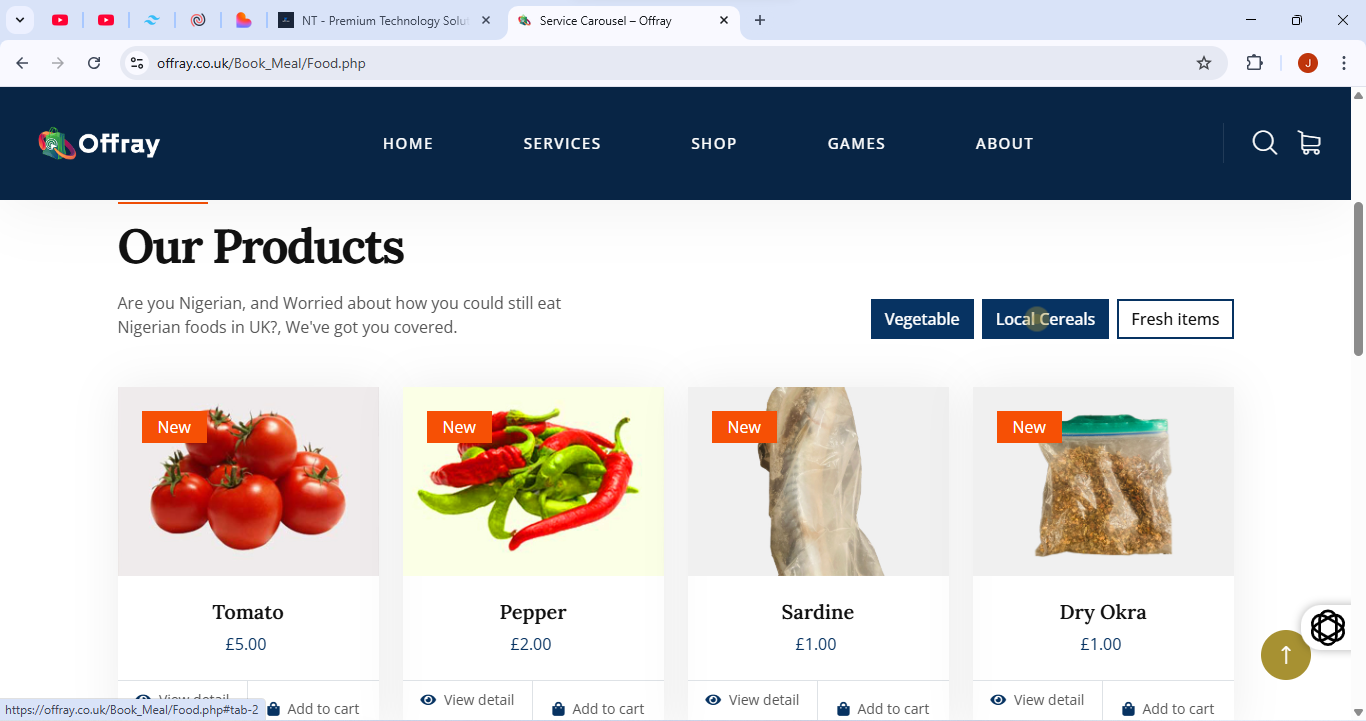 NT - Premium Technology Solut
Service Carousel – Offray
offray.co.uk/Book_Meal/Food.php
J
Offray
HOME
SERVICES
SHOP
GAMES
ABOUT
Our Products
Are you Nigerian, and Worried about how you could still eat
Nigerian foods in UK?, We've got you covered.
Vegetable
Local Cereals
Fresh items
New
New
New
New
Tomato
Pepper
Sardine
Dry Okra
£5.00
£2.00
£1.00
£1.00
View detail
Add to cart
View detail
Add to cart
View detail
Add to cart
View detail
Add to cart
https://offray.co.uk/Book_Meal/Food.php#tab-2